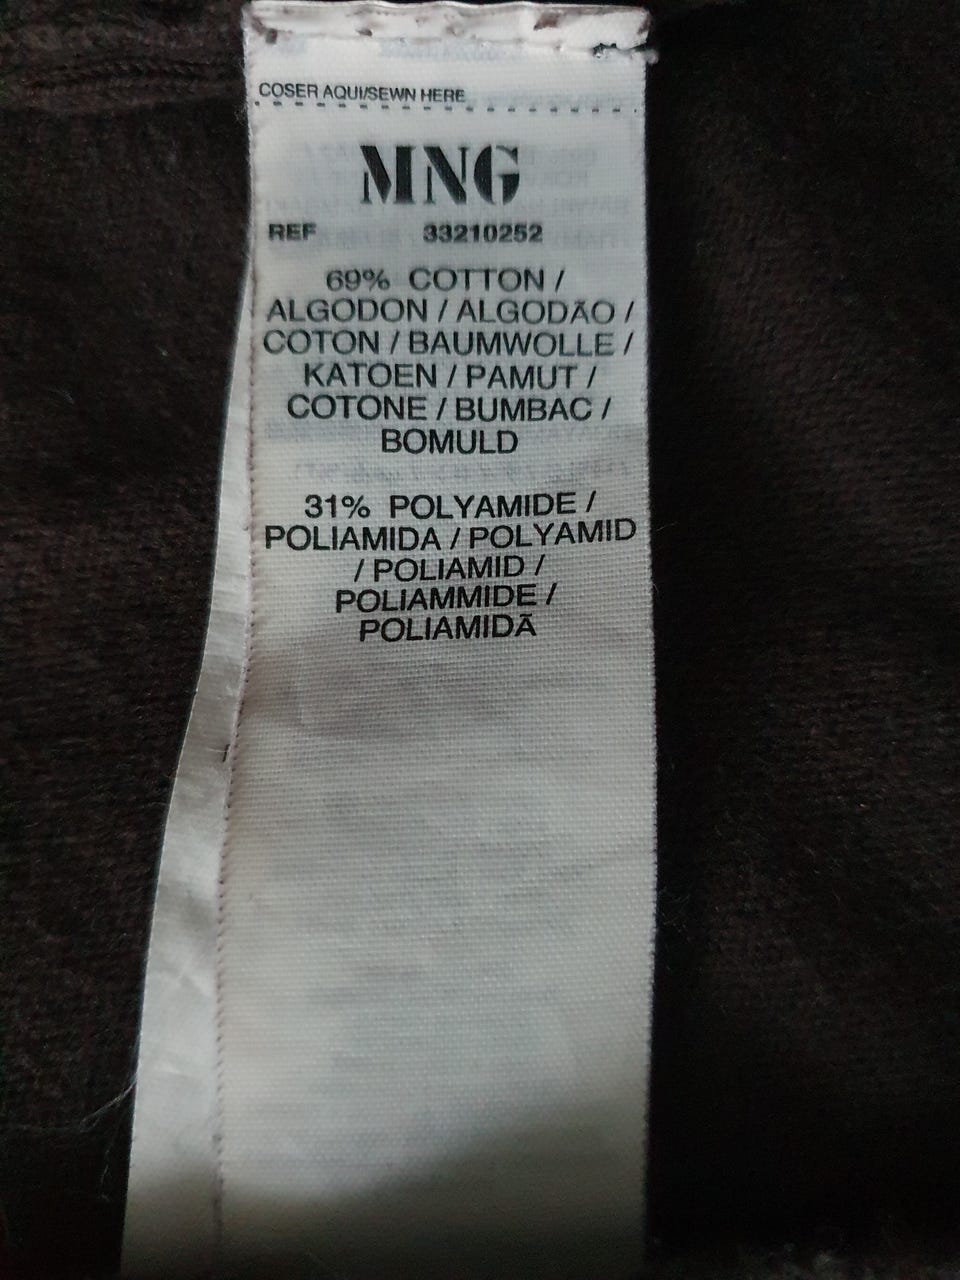 COSER AQUI/SEWN HERE
MNG
REF 33210252
69% COTTON /
ALGODON / ALGODÃO /
COTON / BAUMWOLLE /
KATOEN / PAMUT /
COTONE / BUMBAC /
BOMULD
31% POLYAMIDE /
POLIAMIDA / POLYAMID
/ POLIAMID /
POLIAMMIDE /
POLIAMIDÃ